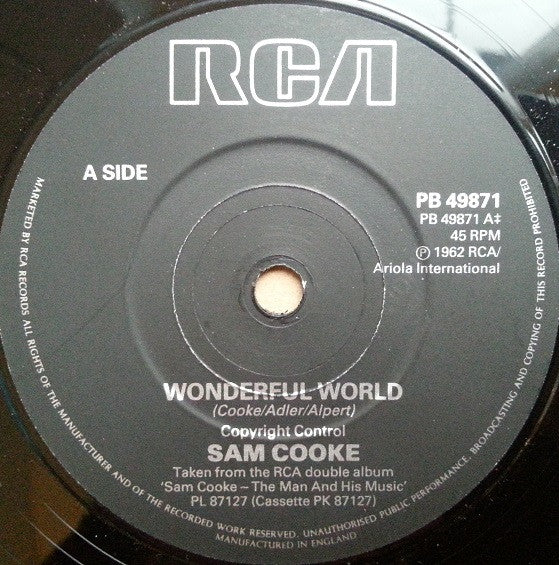 RCA
A SIDE
PB 49871
PB 49871 A‡
45 RPM
℗ 1962 RCA/
Ariola International
WONDERFUL WORLD
(Cooke/Adler/Alpert)
Copyright Control
SAM COOKE
Taken from the RCA double album
'Sam Cooke – The Man And His Music'
PL 87127 (Cassette PK 87127)
MARKETED BY RCA RECORDS ALL RIGHTS OF THE MANUFACTURER AND OF THE OWNER OF THE RECORDED WORK RESERVED. UNAUTHORISED PUBLIC PERFORMANCE, BROADCASTING AND COPYING OF THIS RECORD PROHIBITED
MANUFACTURED IN ENGLAND